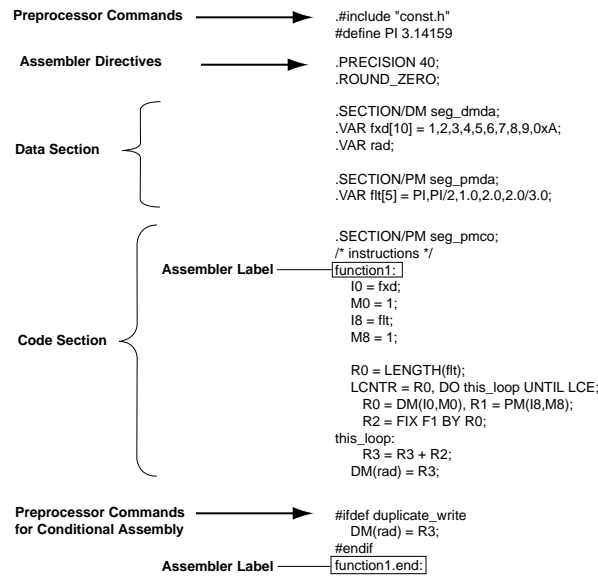 Preprocessor Commands .#include "const.h"
#define PI 3.14159
Assembler Directives .PRECISION 40;
.ROUND_ZERO;
Data Section
.SECTION/DM seg_dmda;
.VAR fxd[10] = 1,2,3,4,5,6,7,8,9,0xA;
.VAR rad;
.SECTION/PM seg_pmda;
.VAR flt[5] = PI,PI/2,1.0,2.0,2.0/3.0;
Code Section
.SECTION/PM seg_pmco;
/* instructions */
Assembler Label function1:
I0 = fxd;
M0 = 1;
I8 = flt;
M8 = 1;
R0 = LENGTH(flt);
LCNTR = R0, DO this_loop UNTIL LCE;
R0 = DM(I0,M0), R1 = PM(I8,M8);
R2 = FIX F1 BY R0;
this_loop:
R3 = R3 + R2;
DM(rad) = R3;
Preprocessor Commands
for Conditional Assembly
#ifdef duplicate_write
DM(rad) = R3;
#endif
Assembler Label function1.end: